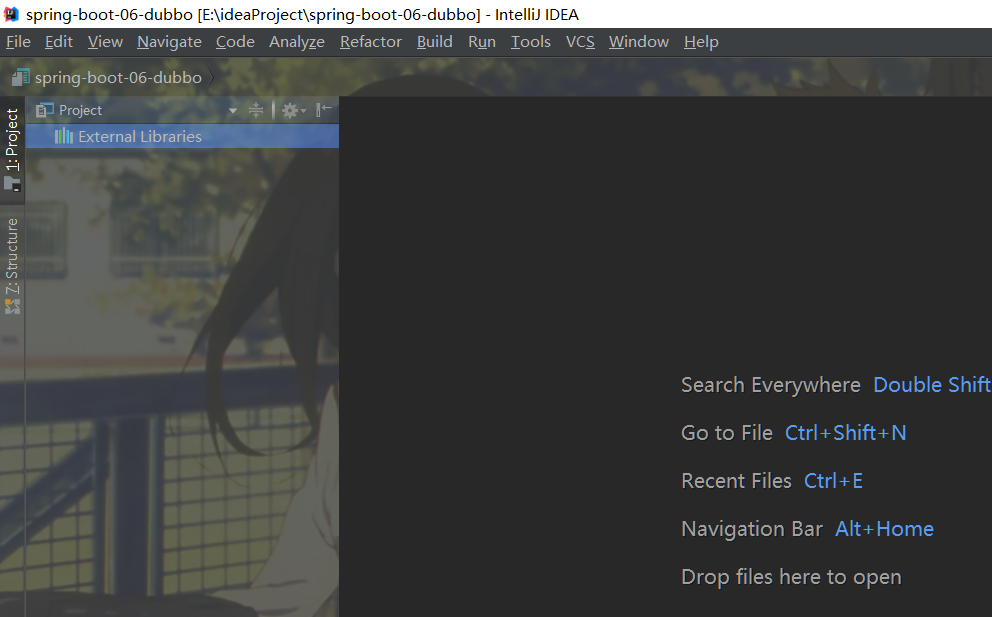 spring-boot-06-dubbo [E:\ideaProject\spring-boot-06-dubbo] - IntelliJ IDEA
File Edit View Navigate Code Analyze Refactor Build Run Tools VCS Window Help
spring-boot-06-dubbo
1: Project
Project
External Libraries
7: Structure
Search Everywhere Double Shift
Go to File Ctrl+Shift+N
Recent Files Ctrl+E
Navigation Bar Alt+Home
Drop files here to open